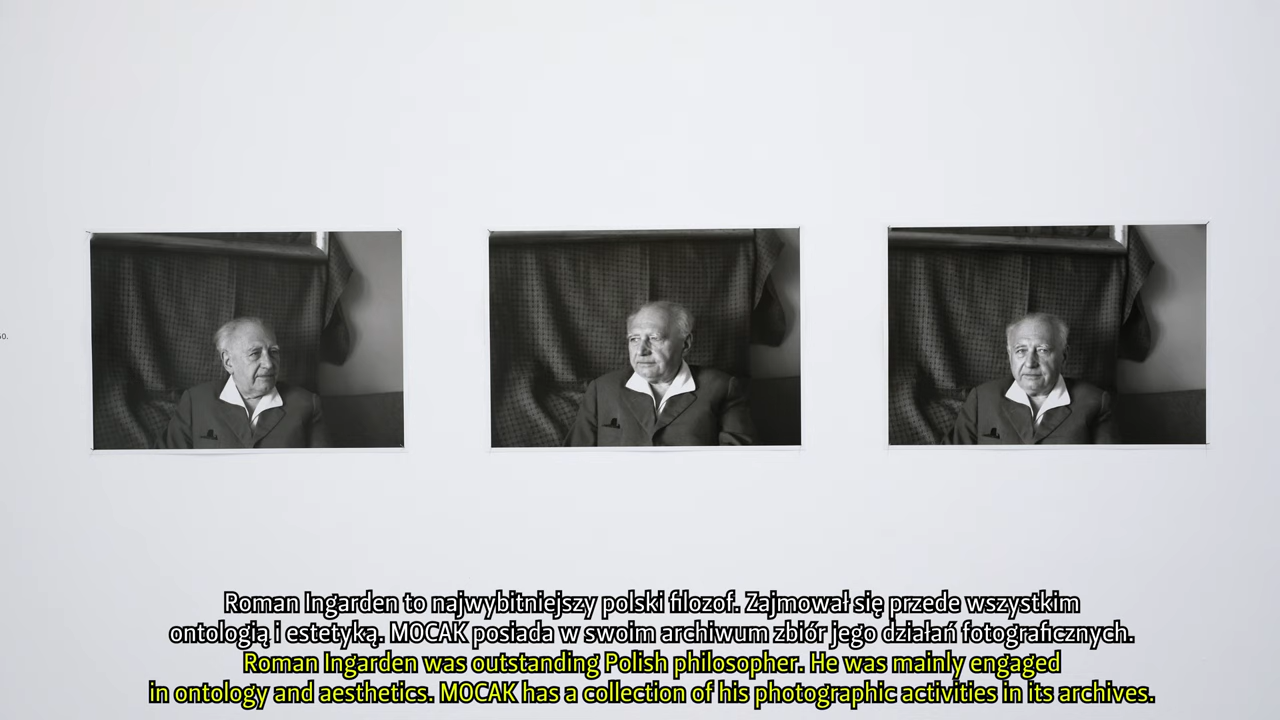 50.
Roman Ingarden to najwybitniejszy polski filozof. Zajmował się przede wszystkim
ontologią i estetyką. MOCAK posiada w swoim archiwum zbiór jego działań fotograficznych.
Roman Ingarden was outstanding Polish philosopher. He was mainly engaged
in ontology and aesthetics. MOCAK has a collection of his photographic activities in its archives.